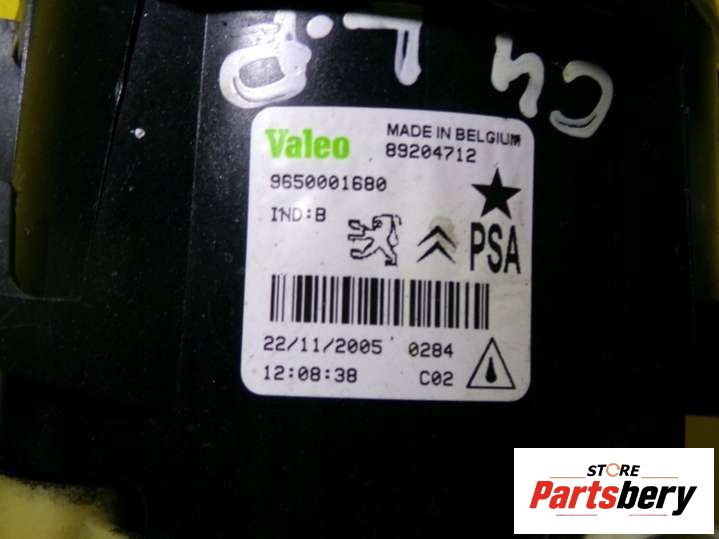 C4 L.P
Valeo MADE IN BELGIUM
89204712
9650001680
IND:B
PSA
22/11/2005 0284
12:08:38 C02
STORE
Partsbery